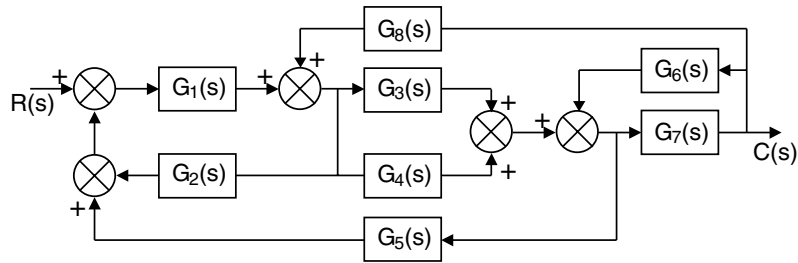 G8(s)
+
+
G6(s)
+
G1(s)
+
G3(s)
+
R(s)
+
G7(s)
C(s)
G2(s)
G4(s)
+
+
G5(s)